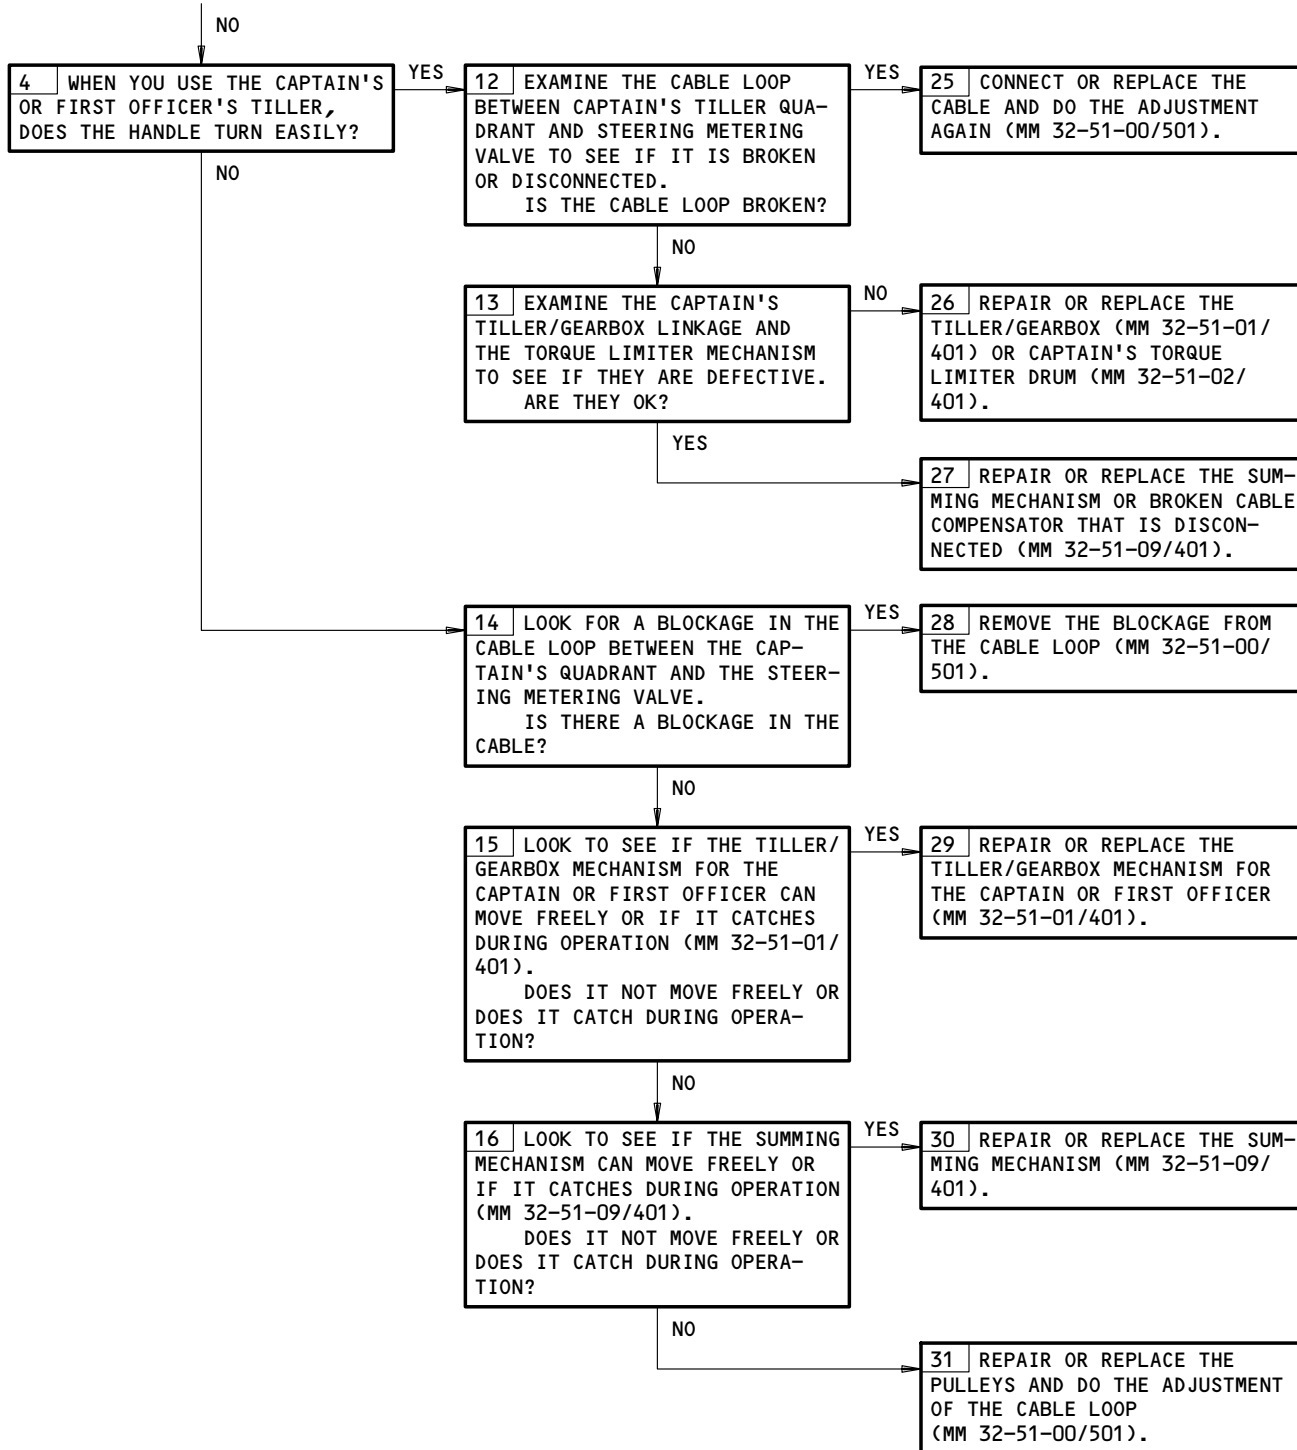 NO
4 WHEN YOU USE THE CAPTAIN'S
OR FIRST OFFICER'S TILLER,
DOES THE HANDLE TURN EASILY?
YES
NO
12 EXAMINE THE CABLE LOOP
BETWEEN CAPTAIN'S TILLER QUA-
DRANT AND STEERING METERING
VALVE TO SEE IF IT IS BROKEN
OR DISCONNECTED.
IS THE CABLE LOOP BROKEN?
YES
25 CONNECT OR REPLACE THE
CABLE AND DO THE ADJUSTMENT
AGAIN (MM 32-51-00/501).
NO
13 EXAMINE THE CAPTAIN'S
TILLER/GEARBOX LINKAGE AND
THE TORQUE LIMITER MECHANISM
TO SEE IF THEY ARE DEFECTIVE.
ARE THEY OK?
NO
26 REPAIR OR REPLACE THE
TILLER/GEARBOX (MM 32-51-01/
401) OR CAPTAIN'S TORQUE
LIMITER DRUM (MM 32-51-02/
401).
YES
27 REPAIR OR REPLACE THE SUM-
MING MECHANISM OR BROKEN CABLE
COMPENSATOR THAT IS DISCON-
NECTED (MM 32-51-09/401).
14 LOOK FOR A BLOCKAGE IN THE
CABLE LOOP BETWEEN THE CAP-
TAIN'S QUADRANT AND THE STEER-
ING METERING VALVE.
IS THERE A BLOCKAGE IN THE
CABLE?
YES
28 REMOVE THE BLOCKAGE FROM
THE CABLE LOOP (MM 32-51-00/
501).
NO
15 LOOK TO SEE IF THE TILLER/
GEARBOX MECHANISM FOR THE
CAPTAIN OR FIRST OFFICER CAN
MOVE FREELY OR IF IT CATCHES
DURING OPERATION (MM 32-51-01/
401).
DOES IT NOT MOVE FREELY OR
DOES IT CATCH DURING OPERA-
TION?
YES
29 REPAIR OR REPLACE THE
TILLER/GEARBOX MECHANISM FOR
THE CAPTAIN OR FIRST OFFICER
(MM 32-51-01/401).
NO
16 LOOK TO SEE IF THE SUMMING
MECHANISM CAN MOVE FREELY OR
IF IT CATCHES DURING OPERATION
(MM 32-51-09/401).
DOES IT NOT MOVE FREELY OR
DOES IT CATCH DURING OPERA-
TION?
YES
30 REPAIR OR REPLACE THE SUM-
MING MECHANISM (MM 32-51-09/
401).
NO
31 REPAIR OR REPLACE THE
PULLEYS AND DO THE ADJUSTMENT
OF THE CABLE LOOP
(MM 32-51-00/501).